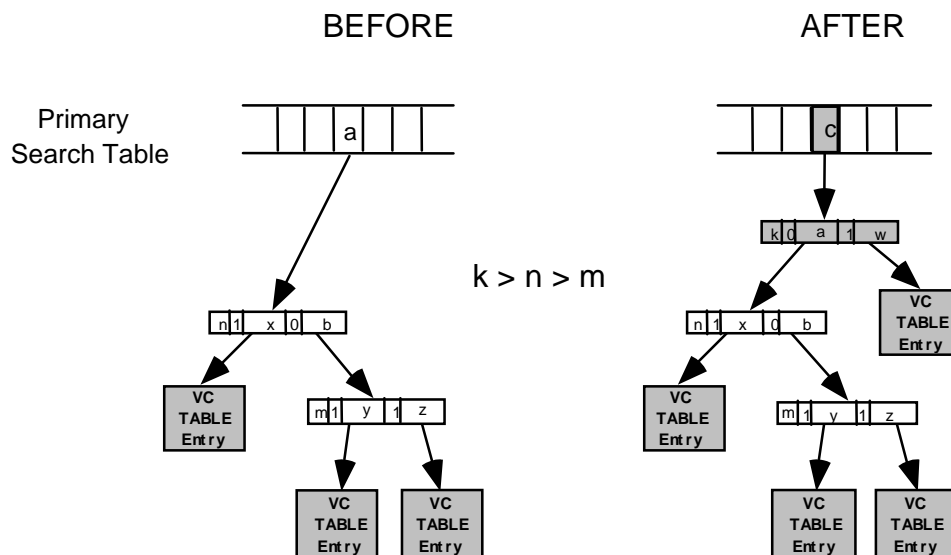 BEFORE
AFTER
Primary
Search Table
a
c
k 0 a 1 w
k > n > m
n 1 x 0 b
n 1 x 0 b
VC
TABLE
Entry
VC
TABLE
Entry
VC
TABLE
Entry
m 1 y 1 z
m 1 y 1 z
VC
TABLE
Entry
VC
TABLE
Entry
VC
TABLE
Entry
VC
TABLE
Entry